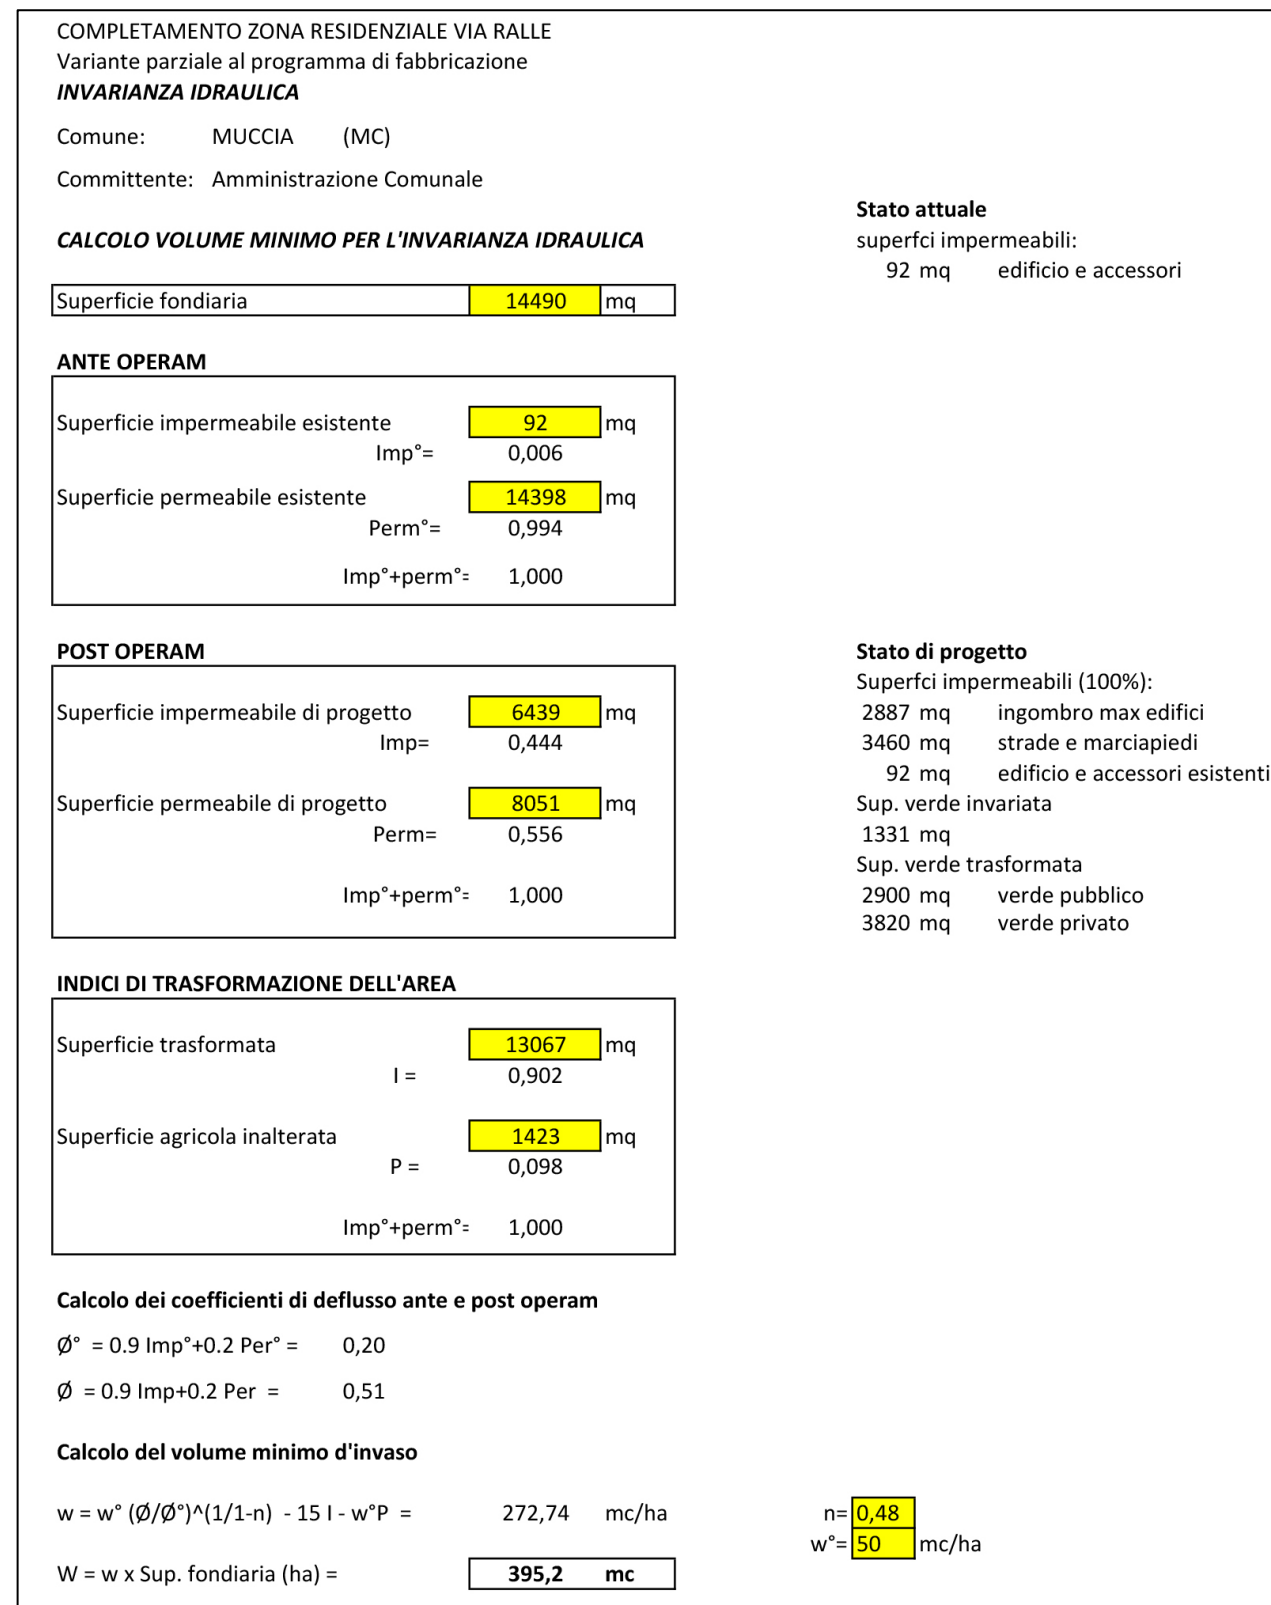 COMPLETAMENTO ZONA RESIDENZIALE VIA RALLE
Variante parziale al programma di fabbricazione
INVARIANZA IDRAULICA
Comune: MUCCIA (MC)
Committente: Amministrazione Comunale
Stato attuale
CALCOLO VOLUME MINIMO PER L'INVARIANZA IDRAULICA superfci impermeabili:
92 mq edificio e accessori
Superficie fondiaria 14490 mq
ANTE OPERAM
Superficie impermeabile esistente 92 mq
Imp°= 0,006
Superficie permeabile esistente 14398 mq
Perm°= 0,994
Imp°+perm°= 1,000
POST OPERAM Stato di progetto
Superfci impermeabili (100%):
Superficie impermeabile di progetto 6439 mq 2887 mq ingombro max edifici
Imp= 0,444 3460 mq strade e marciapiedi
92 mq edificio e accessori esistenti
Superficie permeabile di progetto 8051 mq Sup. verde invariata
Perm= 0,556 1331 mq
Sup. verde trasformata
Imp°+perm°= 1,000 2900 mq verde pubblico
3820 mq verde privato
INDICI DI TRASFORMAZIONE DELL'AREA
Superficie trasformata 13067 mq
I = 0,902
Superficie agricola inalterata 1423 mq
P = 0,098
Imp°+perm°= 1,000
Calcolo dei coefficienti di deflusso ante e post operam
Ø° = 0.9 Imp°+0.2 Per° = 0,20
Ø = 0.9 Imp+0.2 Per = 0,51
Calcolo del volume minimo d'invaso
w = w° (Ø/Ø°)^(1/1-n) - 15 I - w°P = 272,74 mc/ha n= 0,48
w°= 50 mc/ha
W = w x Sup. fondiaria (ha) = 395,2 mc